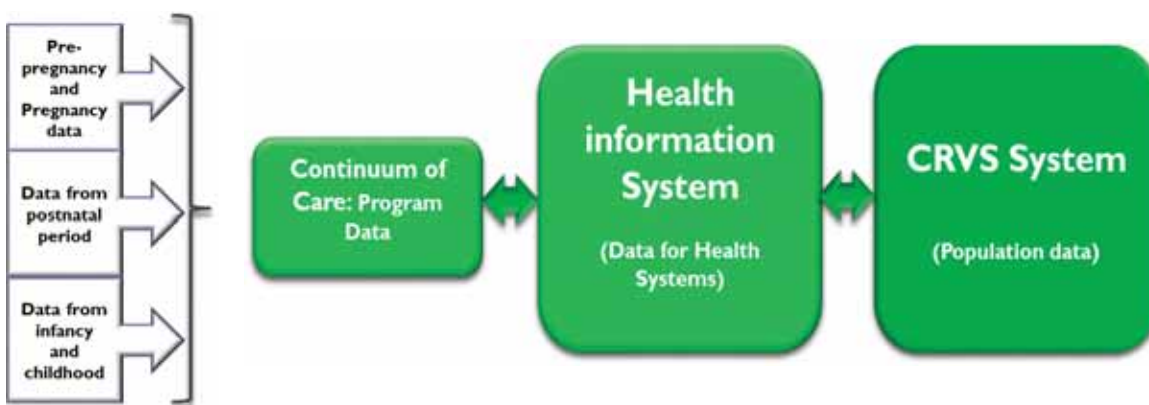 Pre-
pregnancy
and
Pregnancy
data
Data from
postnatal
period
Data from
infancy
and
childhood
Continuum of
Care: Program
Data
Health
information
System
(Data for Health
Systems)
CRVS System
(Population data)